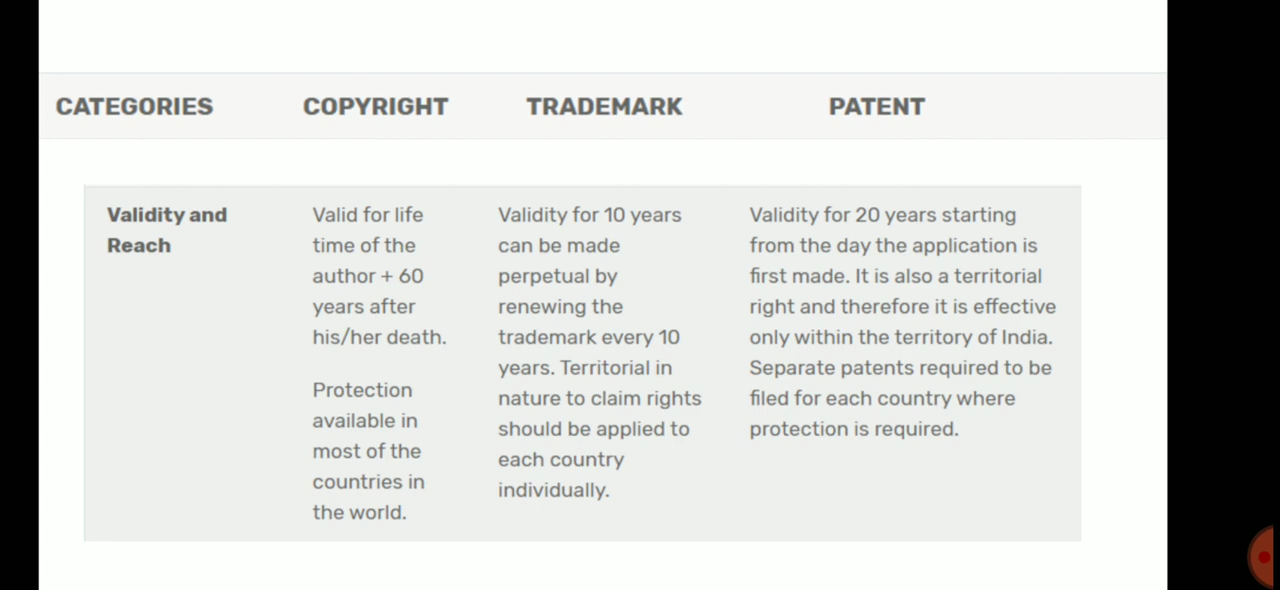 CATEGORIES COPYRIGHT TRADEMARK PATENT
Validity and
Reach
Valid for life
time of the
author + 60
years after
his/her death.
Protection
available in
most of the
countries in
the world.
Validity for 10 years
can be made
perpetual by
renewing the
trademark every 10
years. Territorial in
nature to claim rights
should be applied to
each country
individually.
Validity for 20 years starting
from the day the application is
first made. It is also a territorial
right and therefore it is effective
only within the territory of India.
Separate patents required to be
filed for each country where
protection is required.